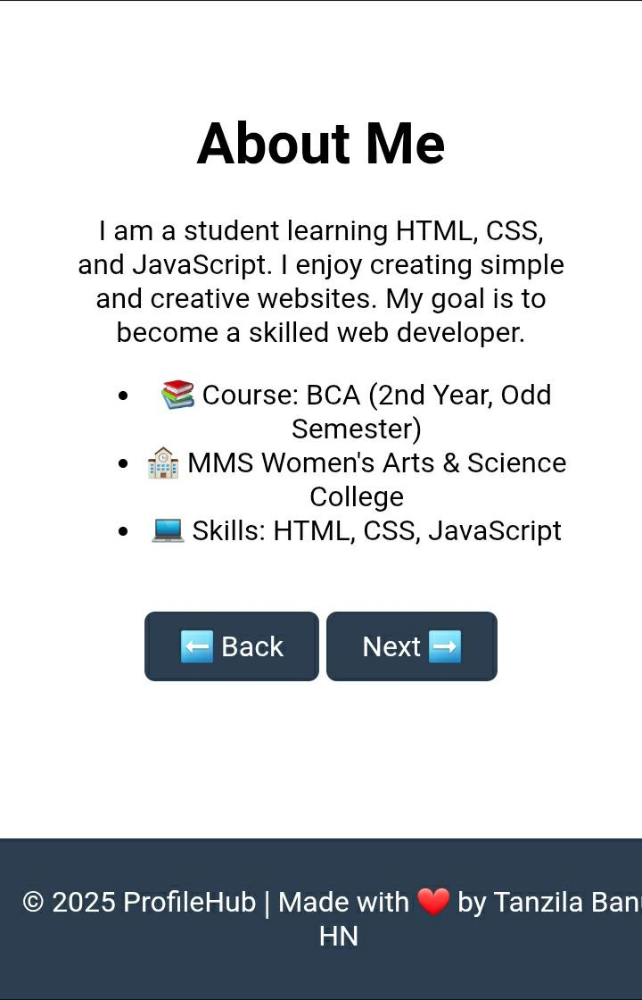 About Me
I am a student learning HTML, CSS,
and JavaScript. I enjoy creating simple
and creative websites. My goal is to
become a skilled web developer.
• 📚 Course: BCA (2nd Year, Odd
Semester)
• 🏫 MMS Women's Arts & Science
College
• 💻 Skills: HTML, CSS, JavaScript
⬅️ Back Next ➡️
© 2025 ProfileHub | Made with ❤️ by Tanzila Banu
HN